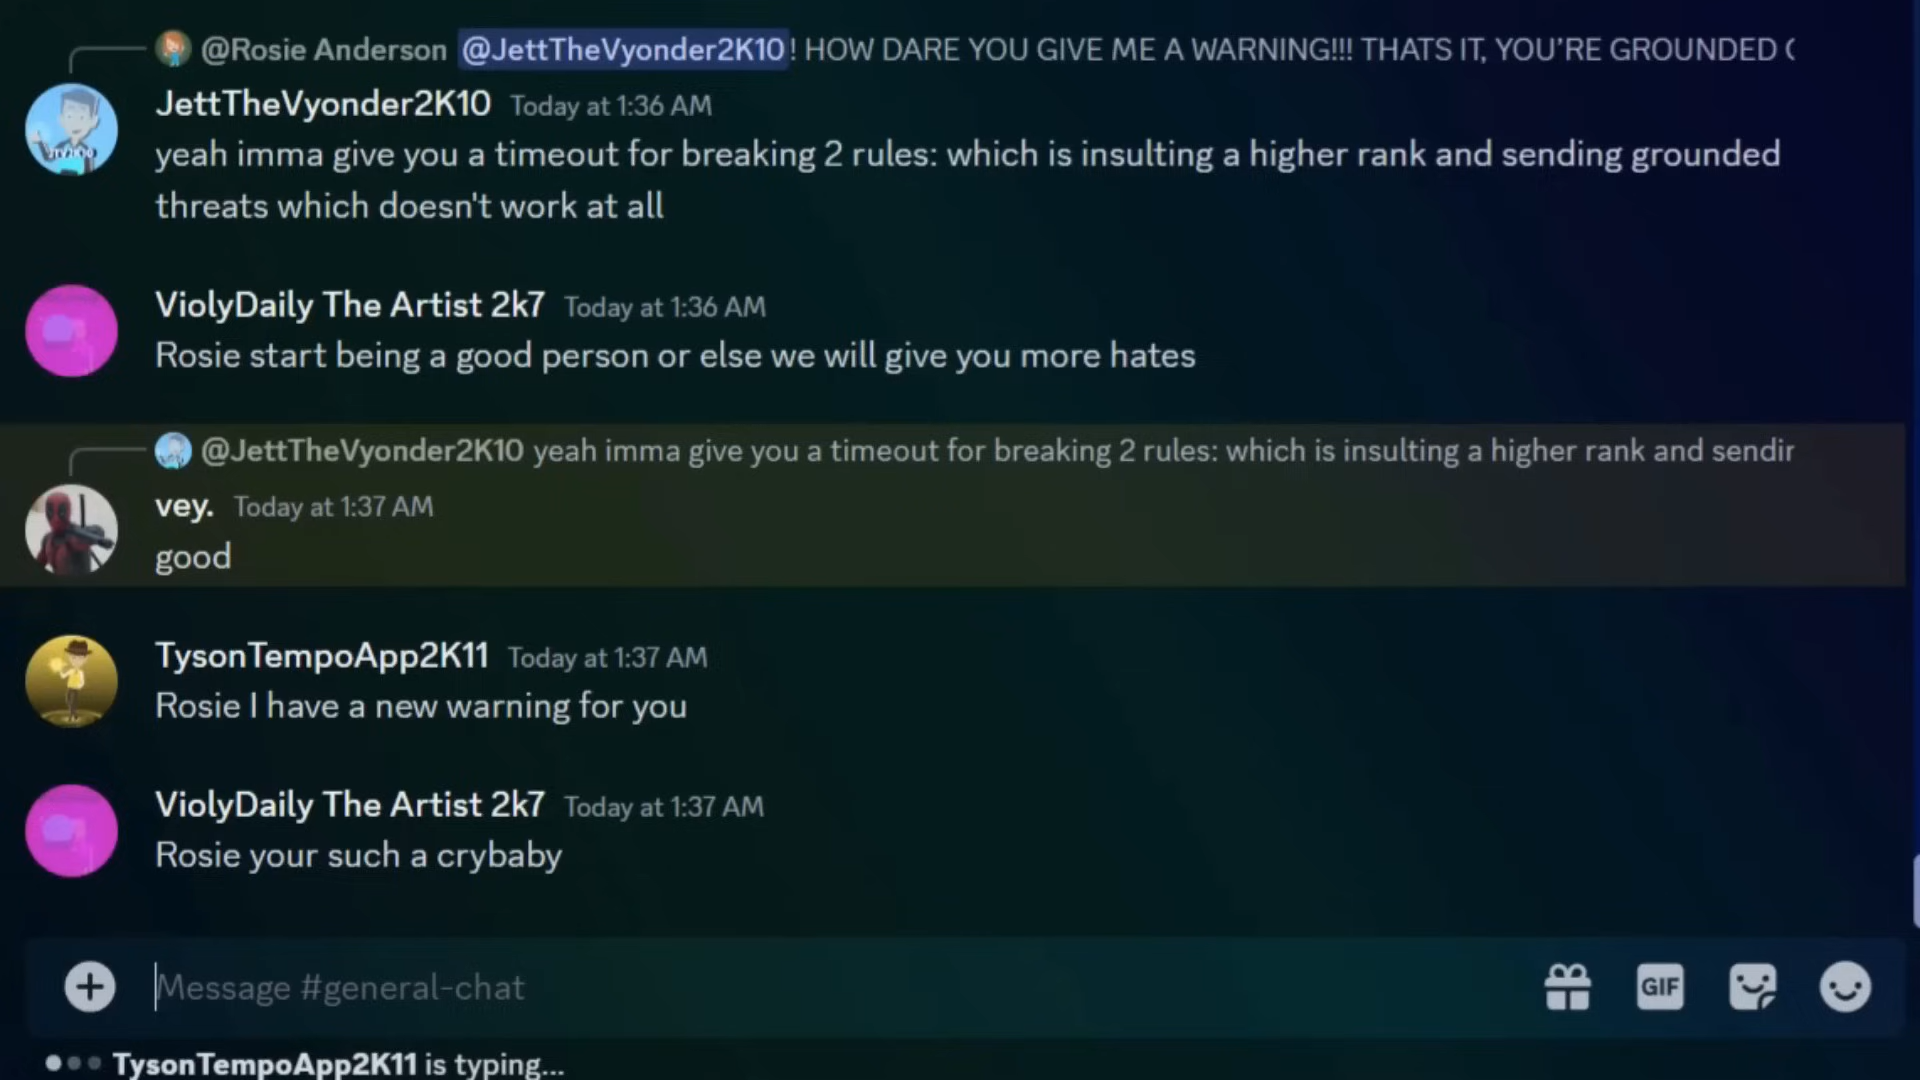 @Rosie Anderson @JettTheVyonder2K10! HOW DARE YOU GIVE ME A WARNING!!! THATS IT, YOU'RE GROUNDED
JettTheVyonder2K10 Today at 1:36 AM
yeah imma give you a timeout for breaking 2 rules: which is insulting a higher rank and sending grounded
threats which doesn't work at all
ViolyDaily The Artist 2k7 Today at 1:36 AM
Rosie start being a good person or else we will give you more hates
@JettTheVyonder2K10 yeah imma give you a timeout for breaking 2 rules: which is insulting a higher rank and sendin
vey. Today at 1:37 AM
good
TysonTempoApp2K11 Today at 1:37 AM
Rosie I have a new warning for you
ViolyDaily The Artist 2k7 Today at 1:37 AM
Rosie your such a crybaby
Message #general-chat
GIF
TysonTempoApp2K11 is typing...